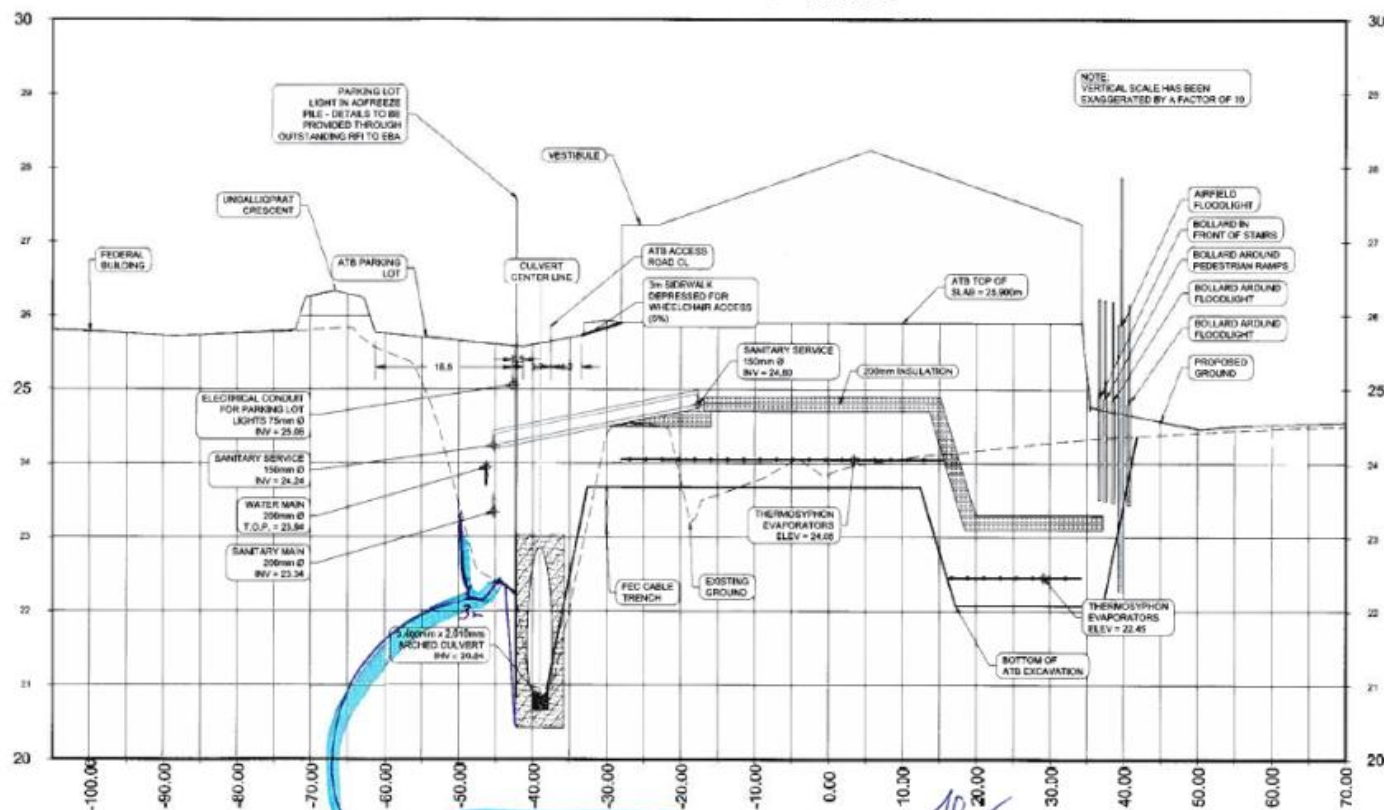 30
29
28
27
26
25
24
23
22
21
20
30
29
28
27
26
25
24
23
22
21
20
NOTE:
VERTICAL SCALE HAS BEEN
EXAGGERATED BY A FACTOR OF 10
PARKING LOT
LIGHT IN ADFREEZE
PILE - DETAILS TO BE
PROVIDED THROUGH
OUTSTANDING RFI TO EBA
VESTIBULE
UNGALLIQPAAT
CRESCENT
FEDERAL
BUILDING
ATB PARKING
LOT
CULVERT
CENTER LINE
ATB ACCESS
ROAD CL
3m SIDEWALK
DEPRESSED FOR
WHEELCHAIR ACCESS
(5%)
ATB TOP OF
SLAB = 25.900m
AIRFIELD
FLOODLIGHT
BOLLARD IN
FRONT OF STAIRS
BOLLARD AROUND
PEDESTRIAN RAMPS
BOLLARD AROUND
FLOODLIGHT
BOLLARD AROUND
FLOODLIGHT
PROPOSED
GROUND
SANITARY SERVICE
150mm Ø
INV = 24.80
200mm INSULATION
ELECTRICAL CONDUIT
FOR PARKING LOT
LIGHTS 75mm Ø
INV = 25.06
SANITARY SERVICE
150mm Ø
INV = 24.24
WATER MAIN
200mm Ø
T.O.P. = 23.94
SANITARY MAIN
200mm Ø
INV = 23.34
THERMOSYPHON
EVAPORATORS
ELEV = 24.05
3m
ARCHED CULVERT
PEC CABLE
TRENCH
EXISTING
GROUND
THERMOSYPHON
EVAPORATORS
ELEV = 22.45
BOTTOM OF
ATB EXCAVATION
-100.00
-90.00
-80.00
-70.00
-60.00
-50.00
-40.00
-30.00
-20.00
-10.00
0.00
10.00
20.00
30.00
40.00
50.00
60.00
70.00